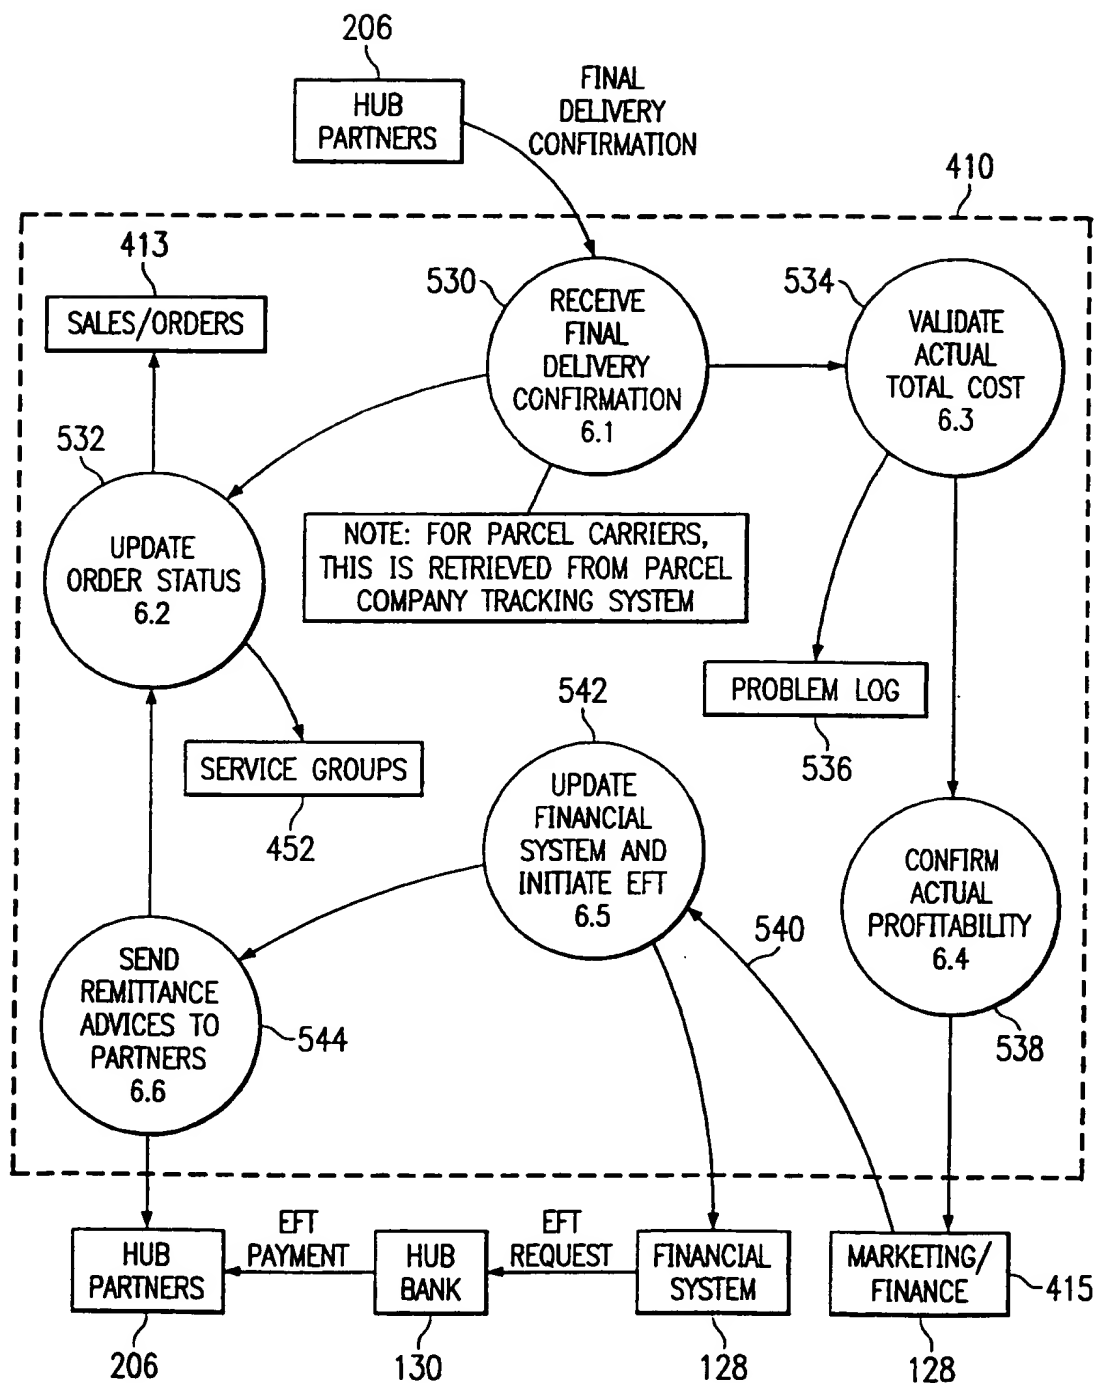 206
HUB
PARTNERS
FINAL
DELIVERY
CONFIRMATION
410
413
SALES/ORDERS
530
RECEIVE
FINAL
DELIVERY
CONFIRMATION
6.1
534
VALIDATE
ACTUAL
TOTAL COST
6.3
532
UPDATE
ORDER STATUS
6.2
NOTE: FOR PARCEL CARRIERS,
THIS IS RETRIEVED FROM PARCEL
COMPANY TRACKING SYSTEM
PROBLEM LOG
536
SERVICE GROUPS
452
542
UPDATE
FINANCIAL
SYSTEM AND
INITIATE EFT
6.5
CONFIRM
ACTUAL
PROFITABILITY
6.4
538
540
SEND
REMITTANCE
ADVICES TO
PARTNERS
6.6
544
HUB
PARTNERS
206
EFT
PAYMENT
HUB
BANK
130
EFT
REQUEST
FINANCIAL
SYSTEM
128
MARKETING/
FINANCE
415
128